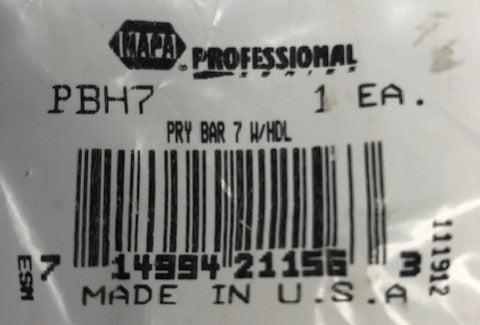 NAPA® PROFESSIONAL
SERIES
PBH7 1 EA.
PRY BAR 7 W/HDL
7 14994 21156 3
MADE IN U.S.A
ESM
111912